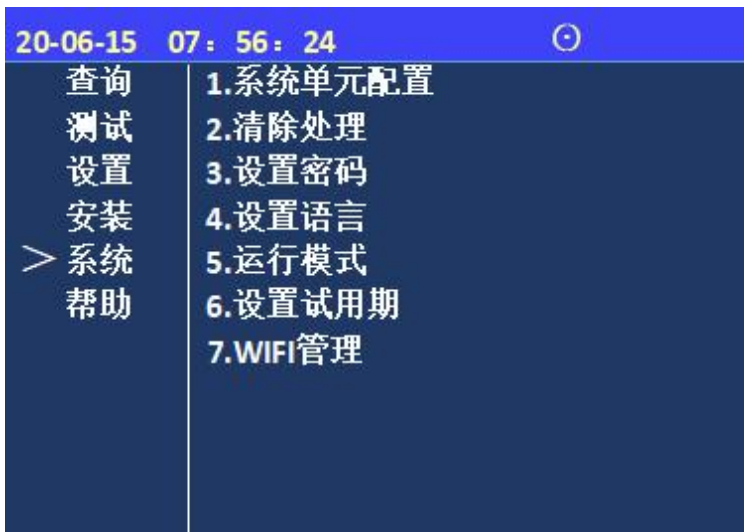 20-06-15 07：56：24
查询
测试
设置
安装
＞系统
帮助
1.系统单元配置
2.清除处理
3.设置密码
4.设置语言
5.运行模式
6.设置试用期
7.WIFI管理